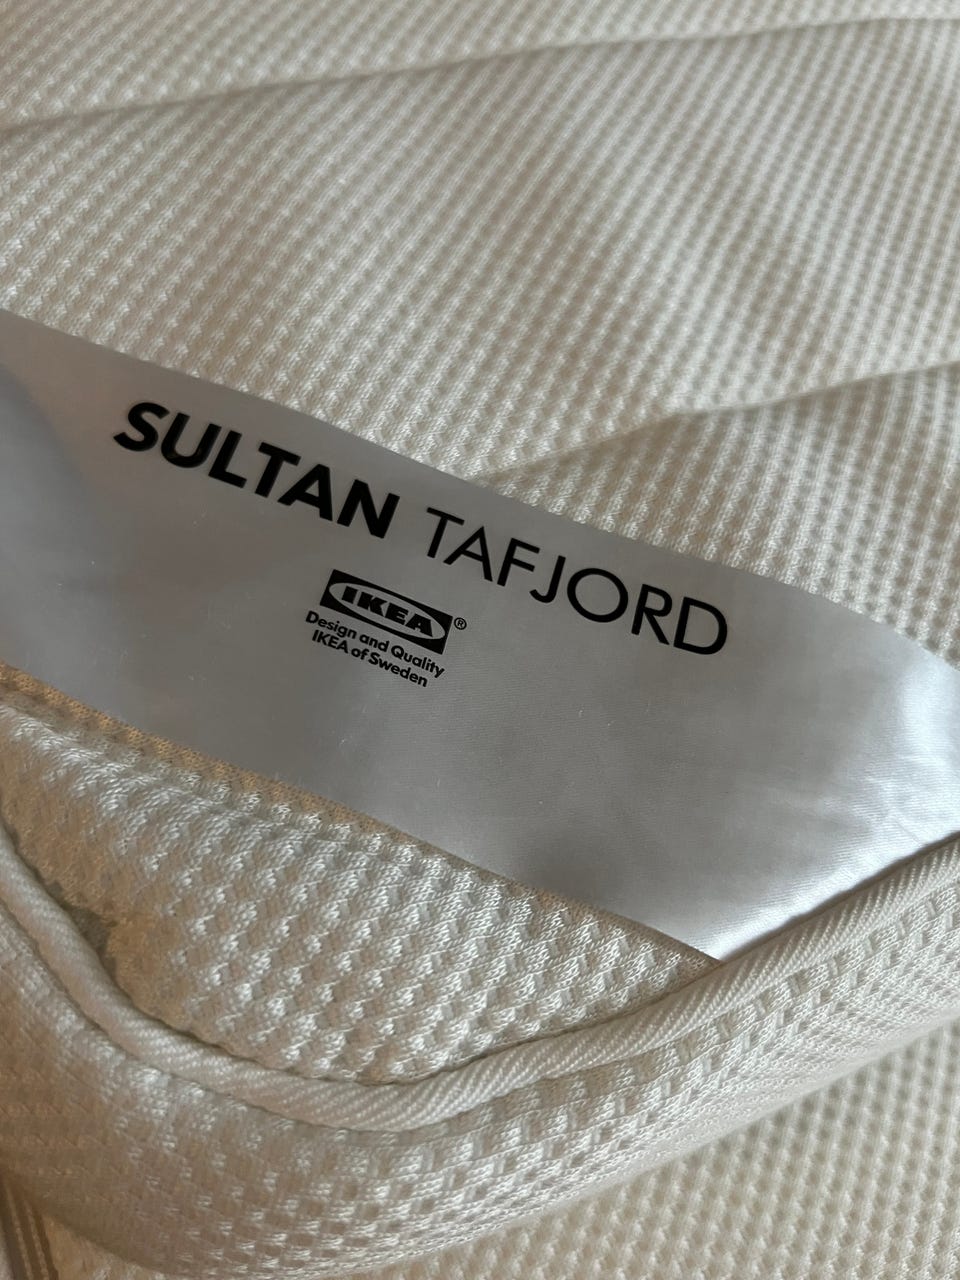 SULTAN TAFJORD
IKEA®
Design and Quality
IKEA of Sweden